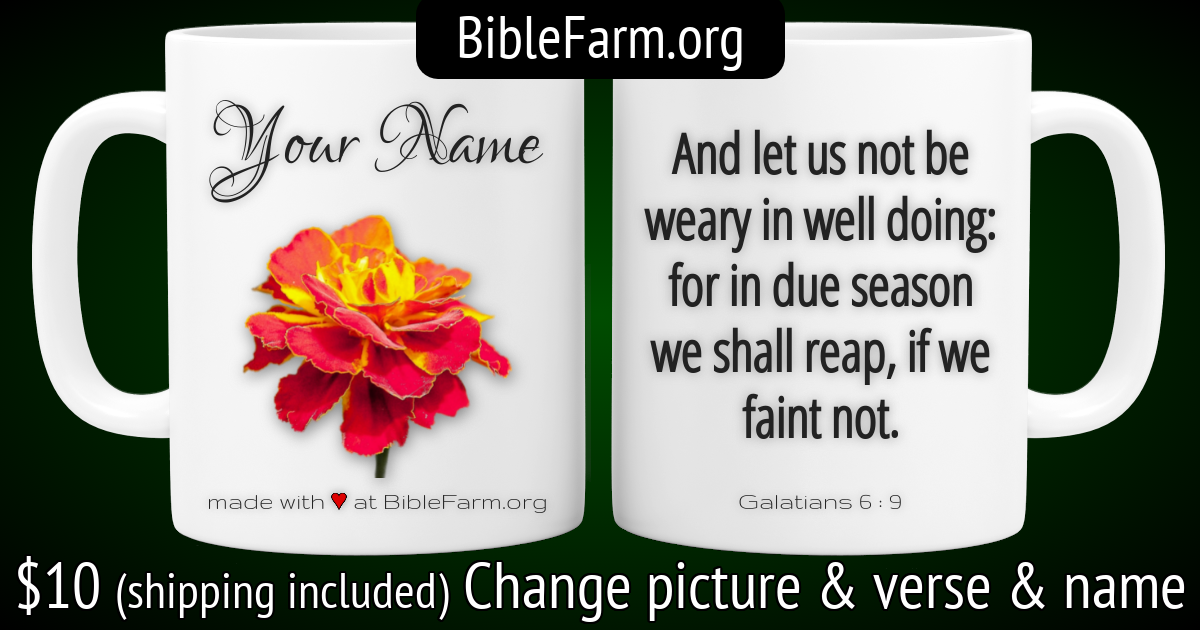 BibleFarm.org
Your Name
made with ♥ at BibleFarm.org
And let us not be
weary in well doing:
for in due season
we shall reap, if we
faint not.
Galatians 6 : 9
$10 (shipping included) Change picture & verse & name